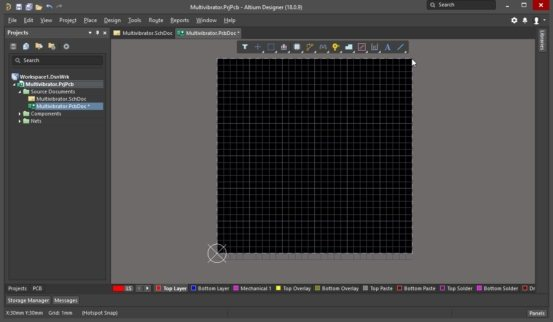 Multivibrator.PrjPcb - Altium Designer (18.0.9)
Search
File Edit View Project Place Design Tools Route Reports Window Help
Projects
Multivibrator.SchDoc Multivibrator.PcbDoc *
Search
Workspace1.DsnWrk
Multivibrator.PrjPcb
Source Documents
Multivibrator.SchDoc
Multivibrator.PcbDoc *
Components
Nets
Libraries
Projects PCB
LS Top Layer Bottom Layer Mechanical 1 Top Overlay Bottom Overlay Top Paste Bottom Paste Top Solder Bottom Solder Dr
Storage Manager Messages
X:30mm Y:30mm Grid: 1mm (Hotspot Snap)
Panels